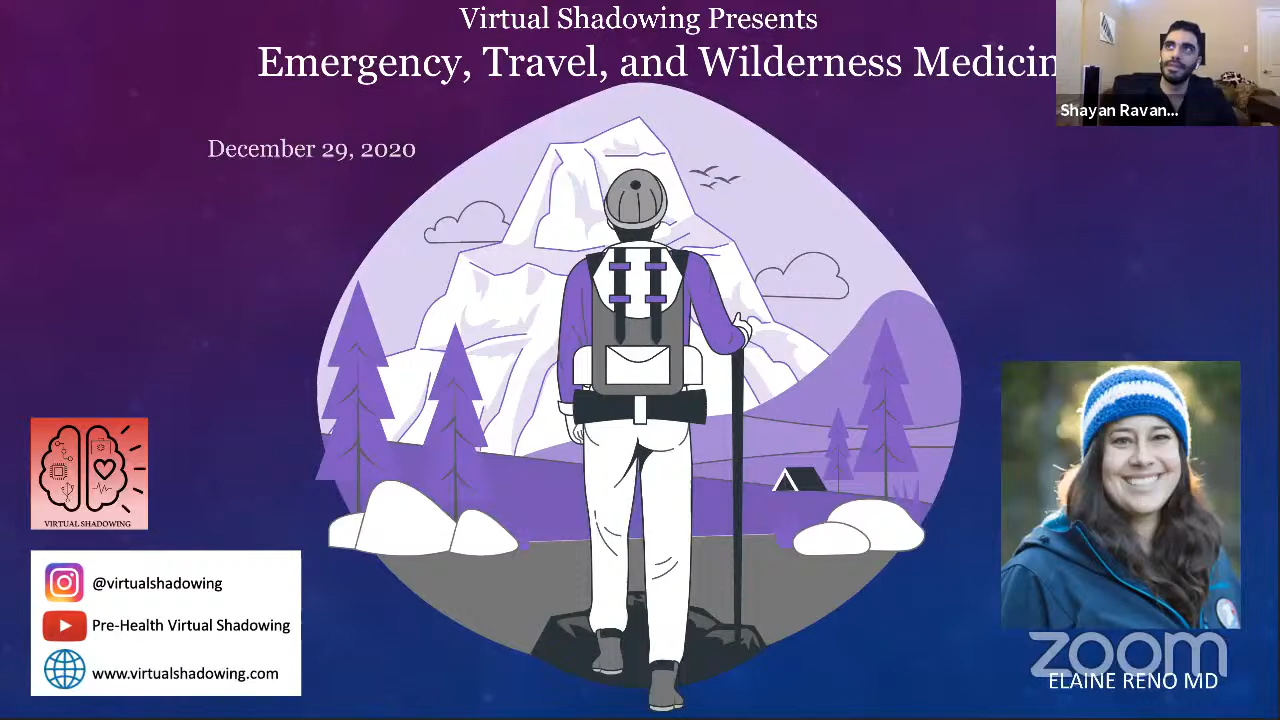 Virtual Shadowing Presents
Emergency, Travel, and Wilderness Medicin
Shayan Ravan...
December 29, 2020
VIRTUAL SHADOWING
@virtualshadowing
Pre-Health Virtual Shadowing
www.virtualshadowing.com
zoom
ELAINE RENO MD